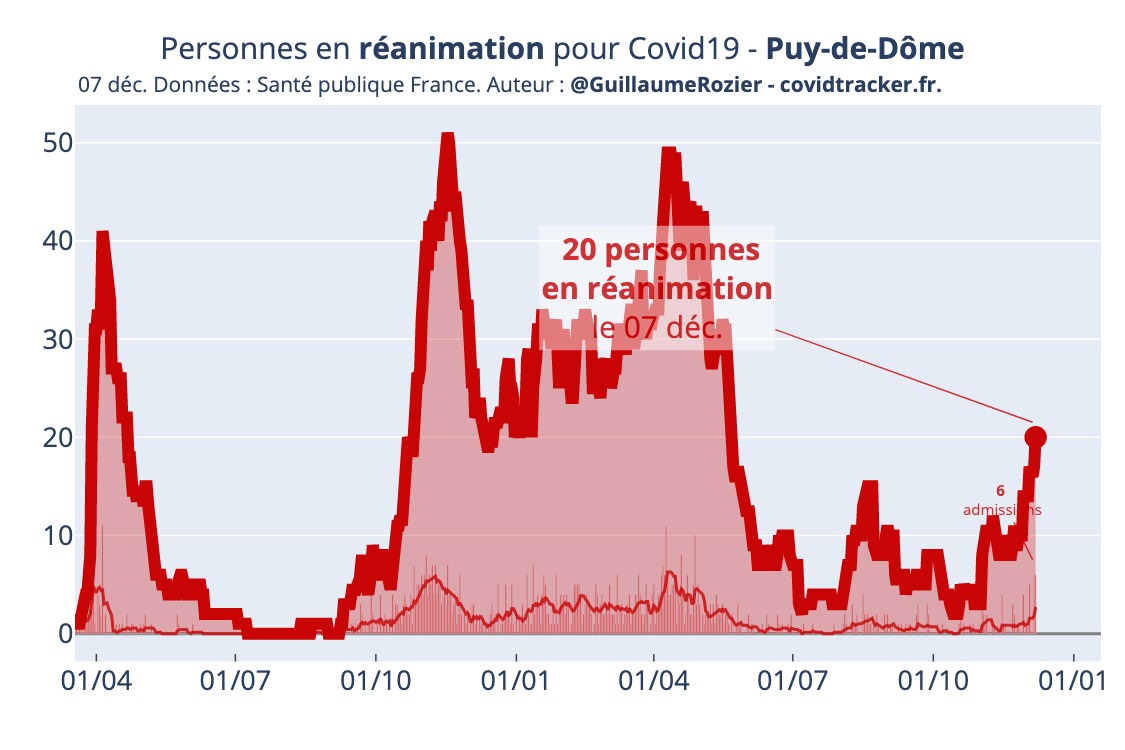 Personnes en réanimation pour Covid19 - Puy-de-Dôme
07 déc. Données : Santé publique France. Auteur : @GuillaumeRozier - covidtracker.fr.
50
40
30
20
10
0
20 personnes
en réanimation
le 07 déc.
6
admissions
01/04
01/07
01/10
01/01
01/04
01/07
01/10
01/01